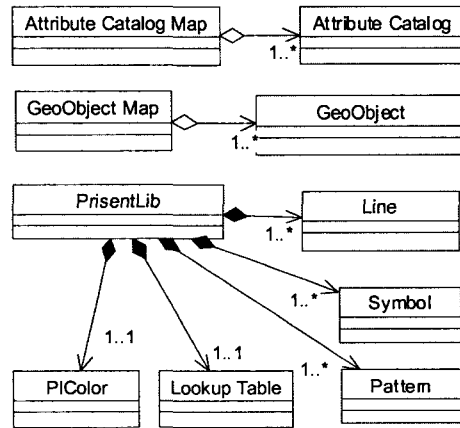 Attribute Catalog Map
Attribute Catalog
1..*
GeoObject Map
GeoObject
1..*
PrisentLib
Line
1..*
1..*
Symbol
1..1
1..1
1..*
PlColor
Lookup Table
Pattern